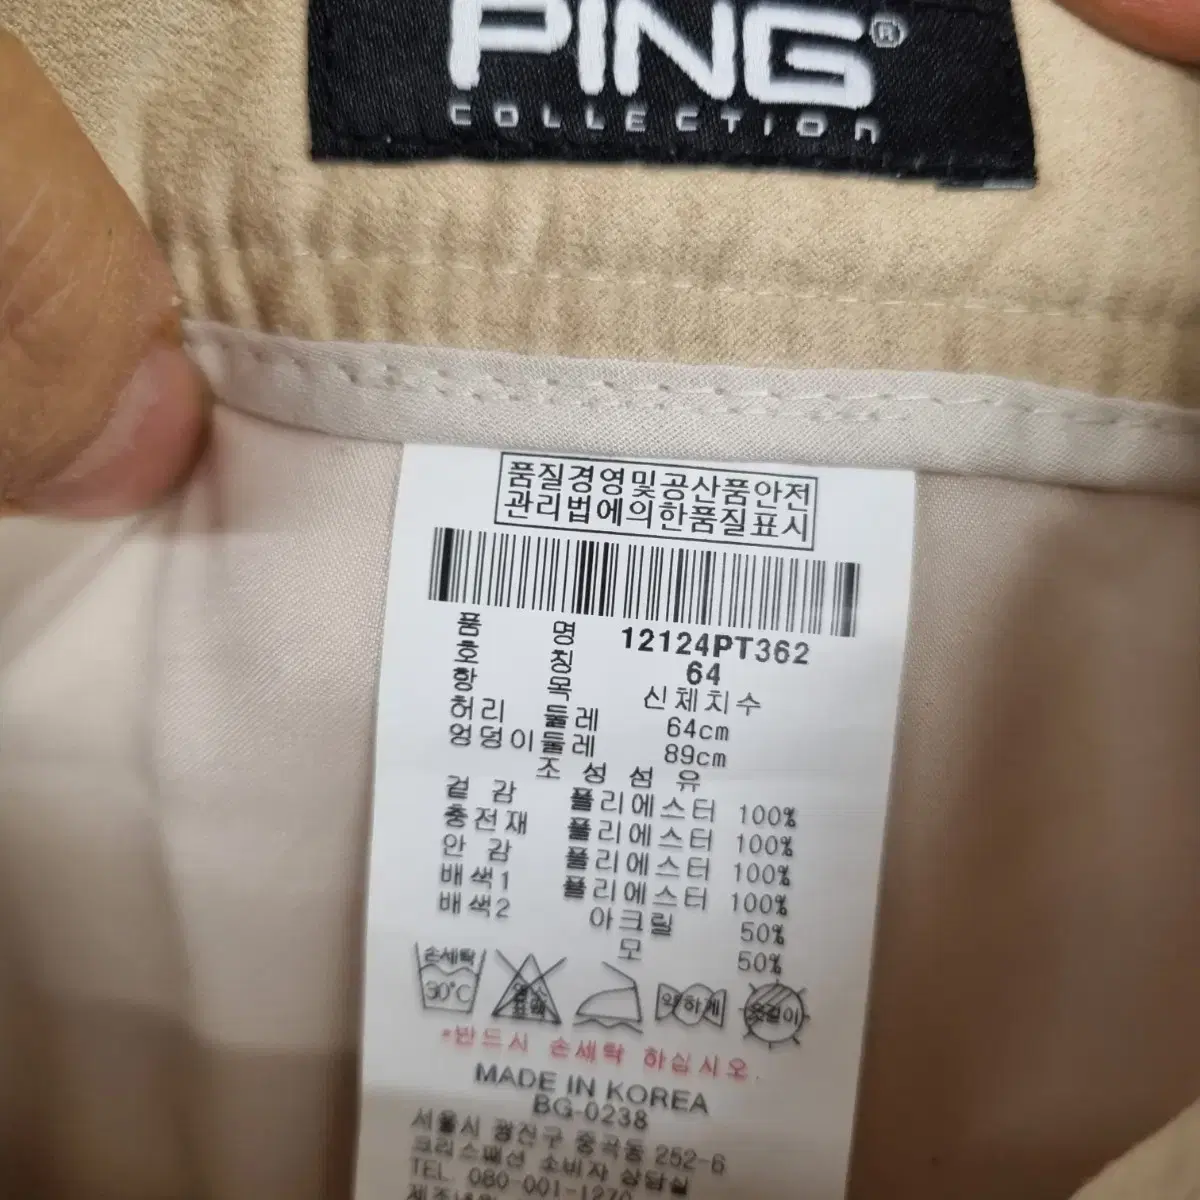 PING®
COLLECTION
품질경영및공산품안전
관리법에의한품질표시
품 명 12124PT362
호 칭 64
항 목 신체치수
허리 둘레 64cm
엉덩이둘레 89cm
조 성 섬 유
겉 감 폴리에스터 100%
충전재 폴리에스터 100%
안 감 폴리에스터 100%
배색1 폴리에스터 100%
배색2 아크릴 50%
모 50%
손세탁 30°C 염소표백 약하게 옷걸이
*반드시 손세탁 하십시오.
MADE IN KOREA
BG-0238
서울시 광진구 중곡동 252-6
크리스패션 소비자 상담실
TEL. 080-001-1270